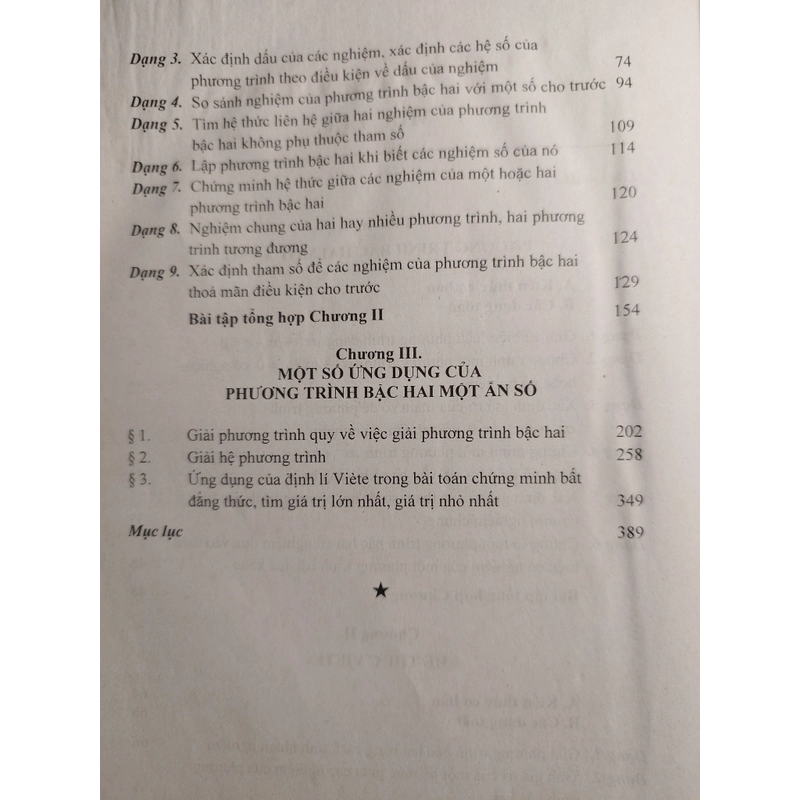 Dạng 3. Xác định dấu của các nghiệm, xác định các hệ số của
phương trình theo điều kiện về dấu của nghiệm 74
Dạng 4. So sánh nghiệm của phương trình bậc hai với một số cho trước 94
Dạng 5. Tìm hệ thức liên hệ giữa hai nghiệm của phương trình
bậc hai không phụ thuộc tham số 109
Dạng 6. Lập phương trình bậc hai khi biết các nghiệm số của nó 114
Dạng 7. Chứng minh hệ thức giữa các nghiệm của một hoặc hai
phương trình bậc hai 120
Dạng 8. Nghiệm chung của hai hay nhiều phương trình, hai phương
trình tương đương 124
Dạng 9. Xác định tham số để các nghiệm của phương trình bậc hai
thoả mãn điều kiện cho trước 129
Bài tập tổng hợp Chương II 154
Chương III.
MỘT SỐ ỨNG DỤNG CỦA
PHƯƠNG TRÌNH BẬC HAI MỘT ẨN SỐ
§ 1. Giải phương trình quy về việc giải phương trình bậc hai 202
§ 2. Giải hệ phương trình 258
§ 3. Ứng dụng của định lí Viète trong bài toán chứng minh bất
đẳng thức, tìm giá trị lớn nhất, giá trị nhỏ nhất 349
Mục lục 389